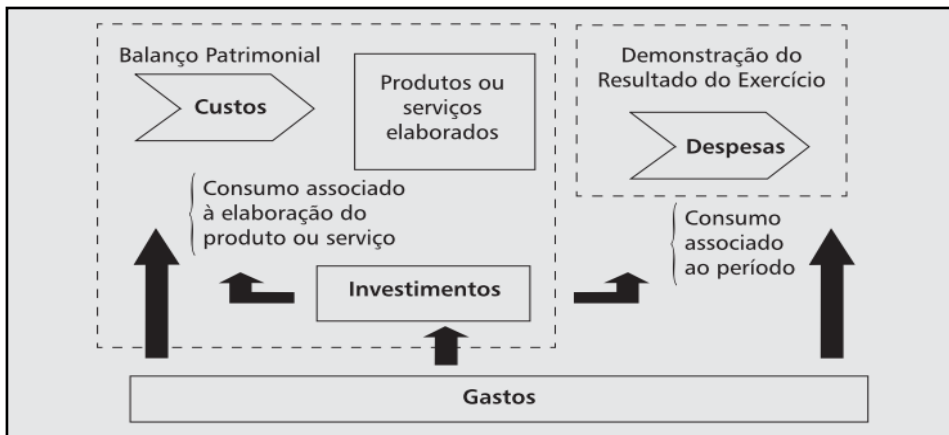 Balanço Patrimonial
Custos
Produtos ou
serviços
elaborados
Consumo associado
à elaboração do
produto ou serviço
Investimentos
Demonstração do
Resultado do Exercício
Despesas
Consumo
associado
ao período
Gastos